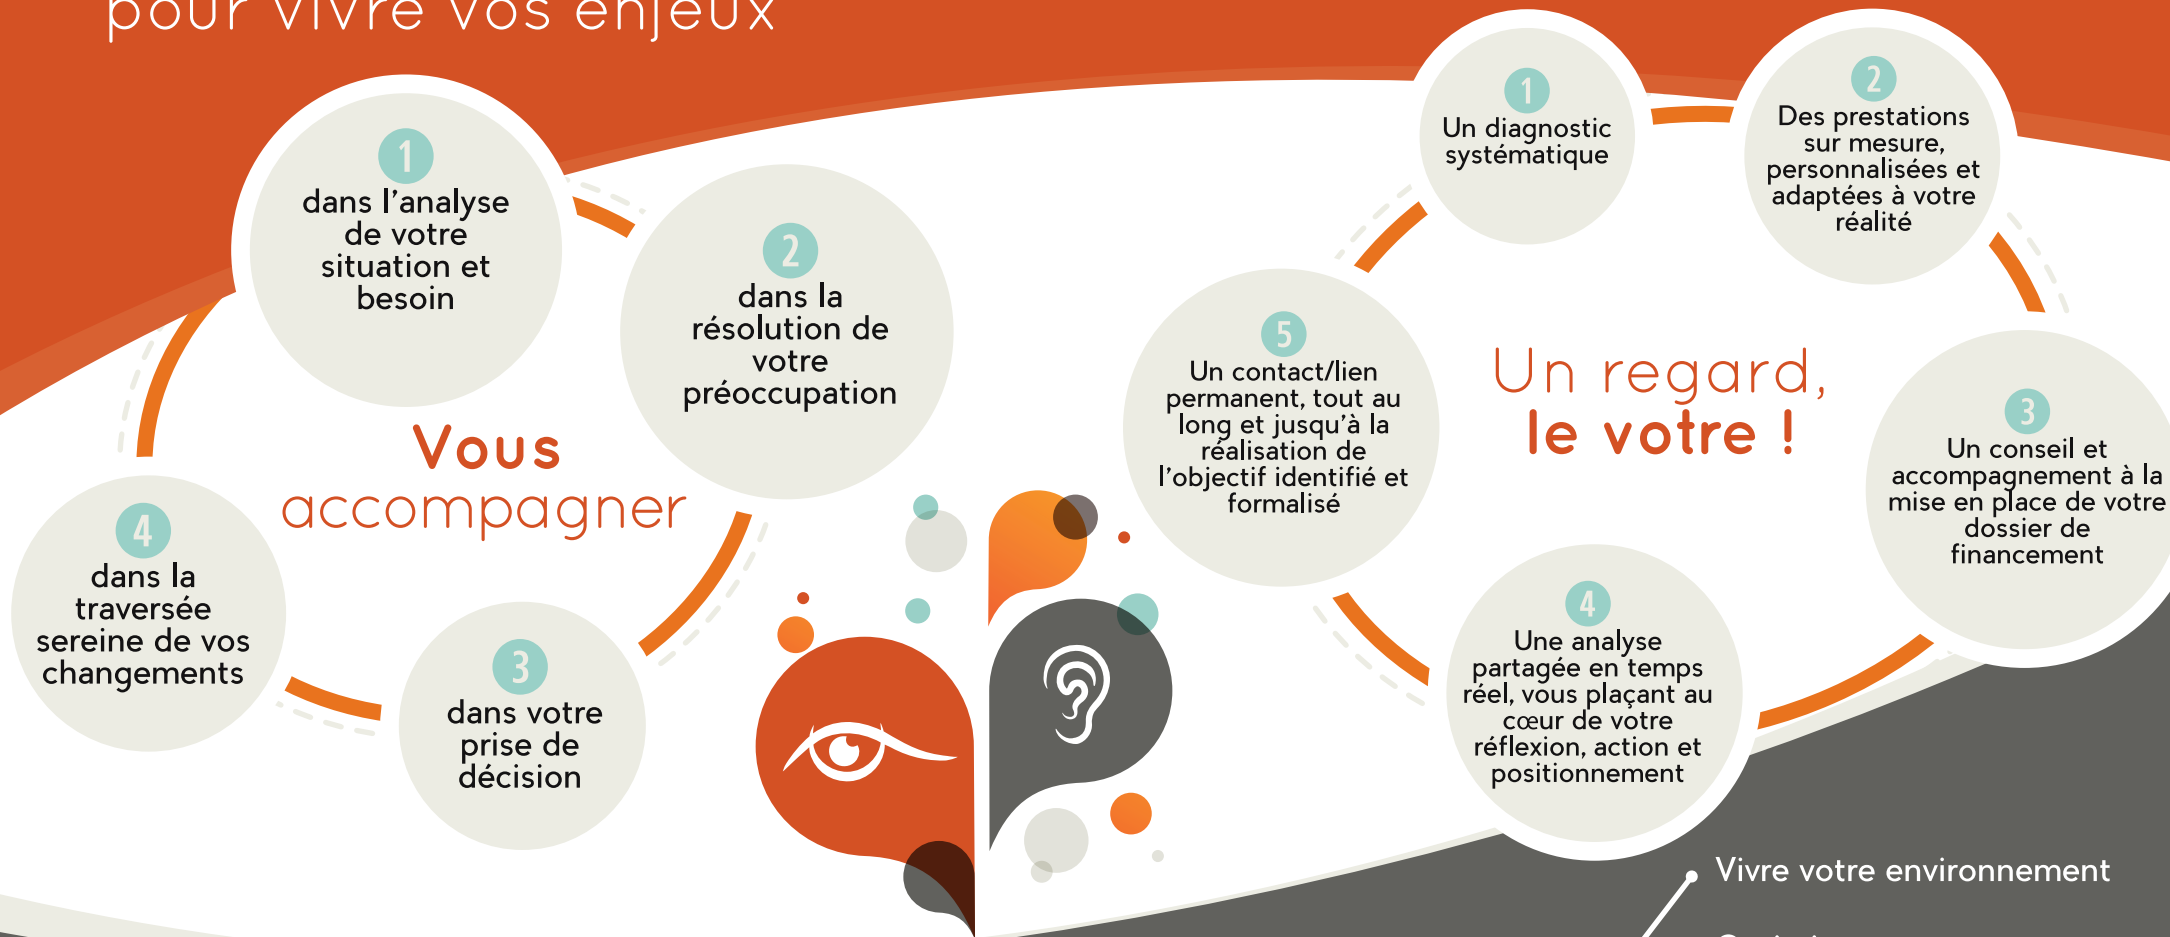 pour vivre vos enjeux
1
dans l'analyse
de votre
situation et
besoin
2
dans la
résolution de
votre
préoccupation
Vous
accompagner
3
dans votre
prise de
décision
4
dans la
traversée
sereine de vos
changements
1
Un diagnostic
systématique
2
Des prestations
sur mesure,
personnalisées et
adaptées à votre
réalité
Un regard,
le votre !
3
Un conseil et
accompagnement à la
mise en place de votre
dossier de
financement
4
Une analyse
partagée en temps
réel, vous plaçant au
cœur de votre
réflexion, action et
positionnement
5
Un contact/lien
permanent, tout au
long et jusqu'à la
réalisation de
l'objectif identifié et
formalisé
Vivre votre environnement